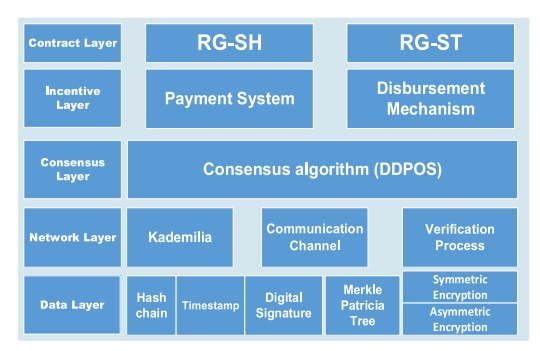 Contract Layer
RG-SH
RG-ST
Incentive
Layer
Payment System
Disbursement
Mechanism
Consensus
Layer
Consensus algorithm (DDPOS)
Network Layer
Kademilia
Communication
Channel
Verification
Process
Data Layer
Hash
chain
Timestamp
Digital
Signature
Merkle
Patricia
Tree
Symmetric
Encryption
Asymmetric
Encryption